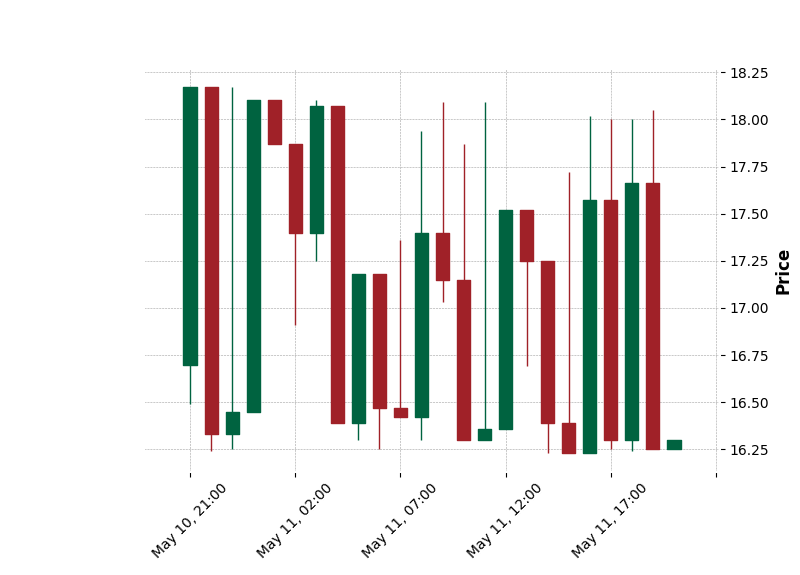 18.25
18.00
17.75
17.50
17.25
17.00
16.75
16.50
16.25
Price
May 10, 21:00
May 11, 02:00
May 11, 07:00
May 11, 12:00
May 11, 17:00